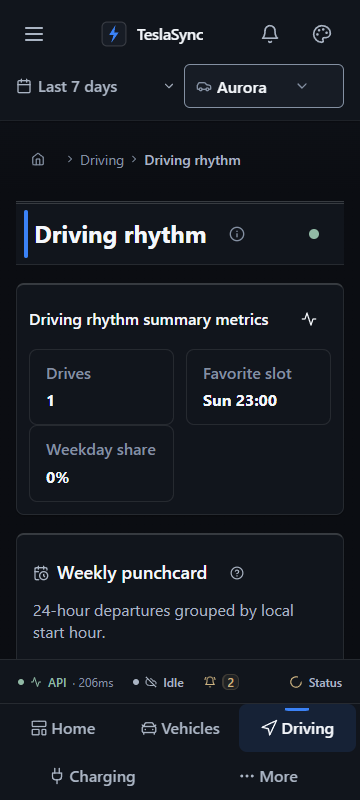 TeslaSync
Last 7 days
Aurora
Driving
Driving rhythm
Driving rhythm
Driving rhythm summary metrics
Drives
1
Favorite slot
Sun 23:00
Weekday share
0%
Weekly punchcard
24-hour departures grouped by local
start hour.
API · 206ms
Idle
2
Status
Home
Vehicles
Driving
Charging
More